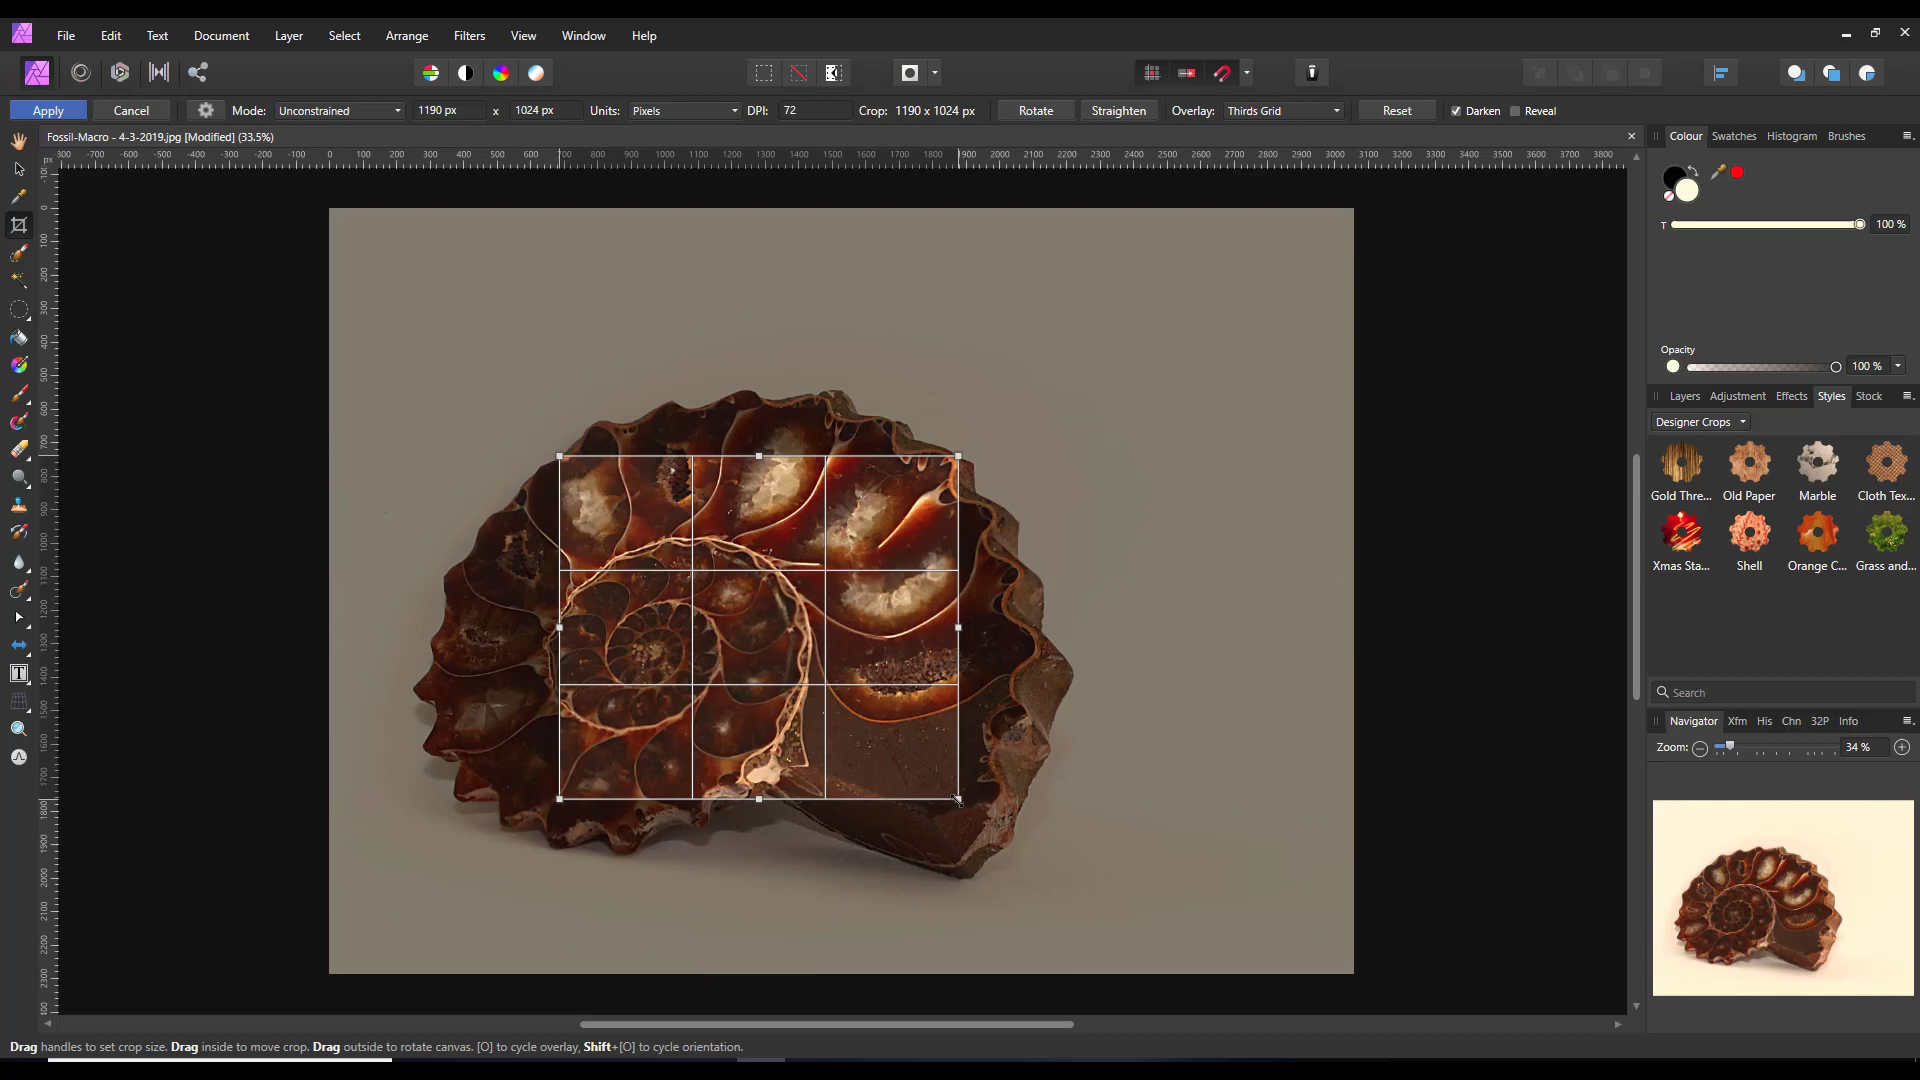 File Edit Text Document Layer Select Arrange Filters View Window Help
Apply Cancel Mode: Unconstrained 1190 px x 1024 px Units: Pixels DPI: 72 Crop: 1190 x 1024 px Rotate Straighten Overlay: Thirds Grid Reset Darken Reveal
Fossil-Macro - 4-3-2019.jpg [Modified] (33.5%)
Colour Swatches Histogram Brushes
px
T 100 %
Opacity
100 %
Layers Adjustment Effects Styles Stock
Designer Crops
Gold Thre... Old Paper Marble Cloth Tex...
Xmas Sta... Shell Orange C... Grass and...
Search
Navigator Xfm His Chn 32P Info
Zoom: 34 %
Drag handles to set crop size. Drag inside to move crop. Drag outside to rotate canvas. [O] to cycle overlay, Shift+[O] to cycle orientation.